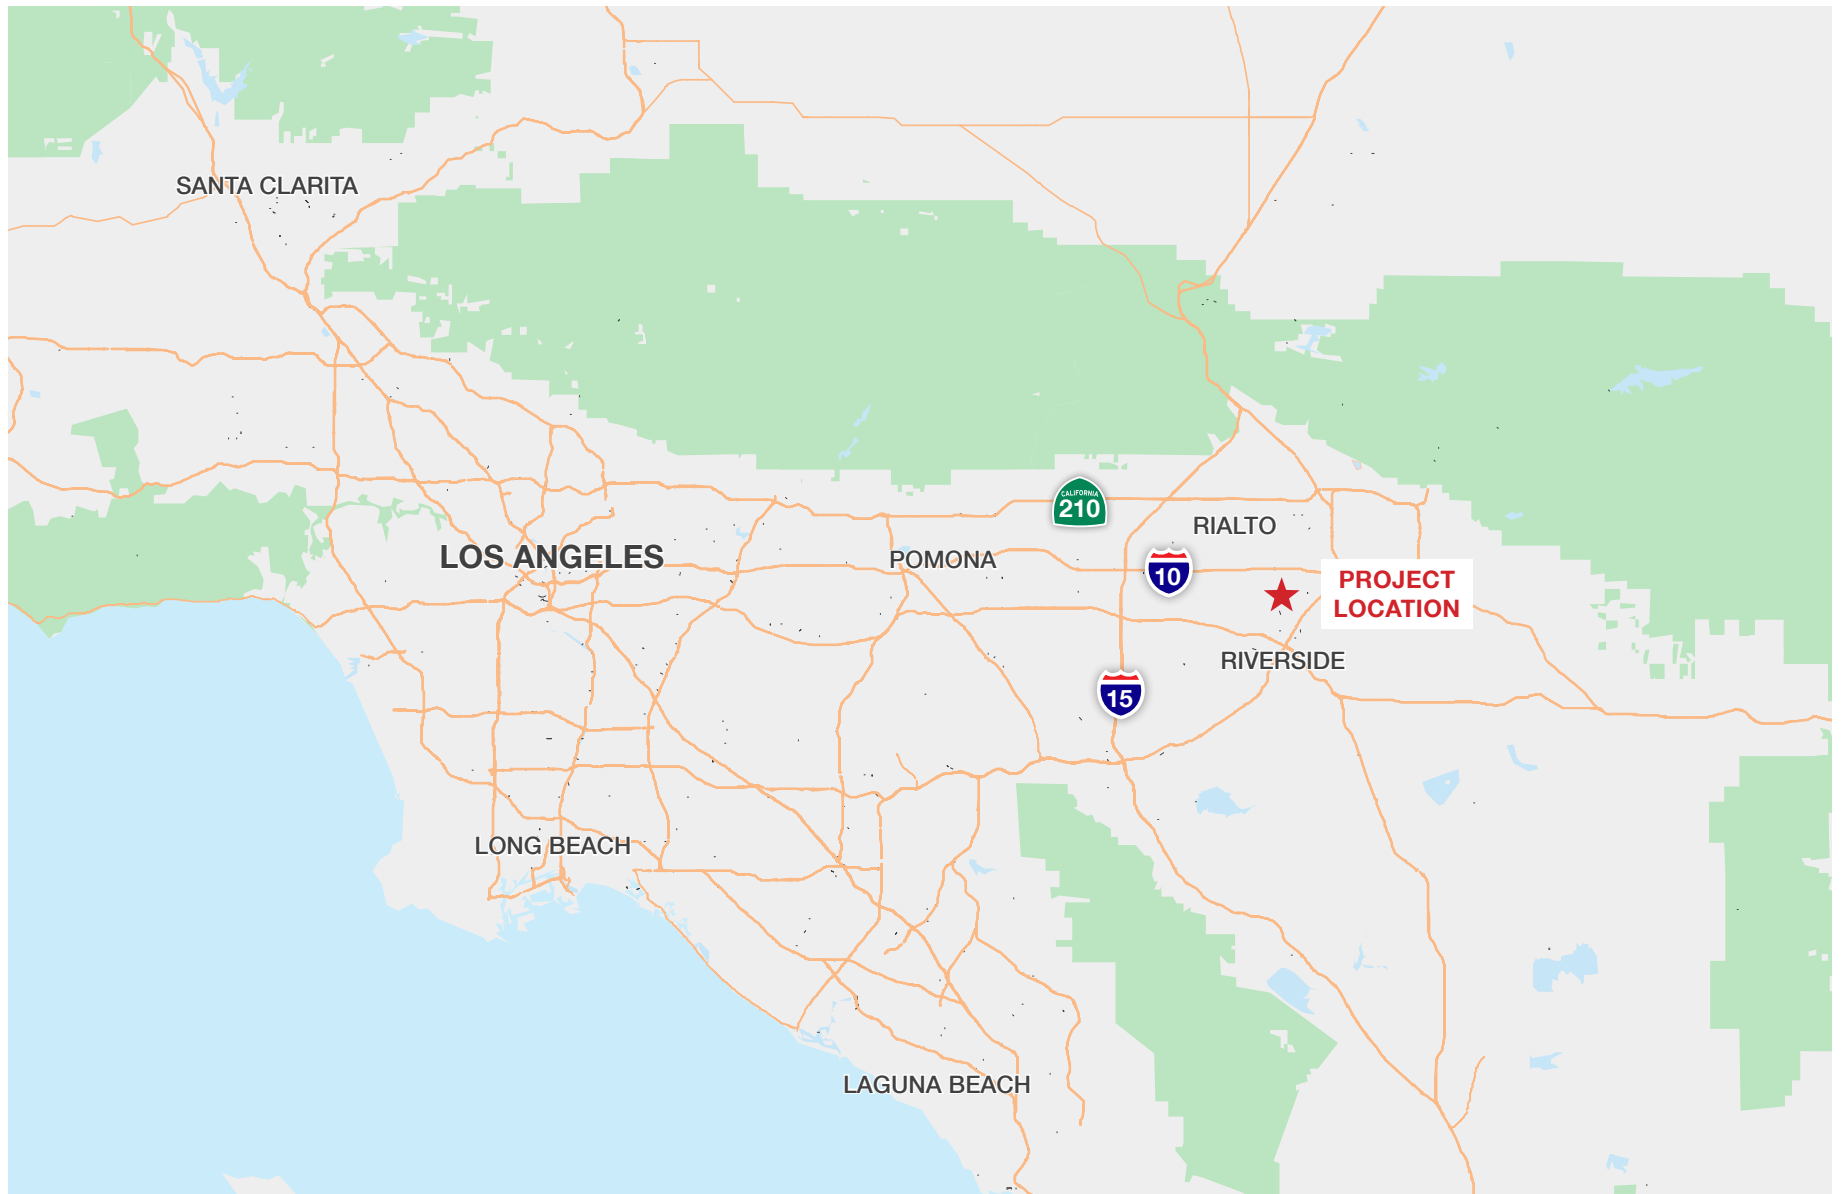 SANTA CLARITA
CALIFORNIA
210
RIALTO
LOS ANGELES
POMONA
10
PROJECT
LOCATION
RIVERSIDE
15
LONG BEACH
LAGUNA BEACH